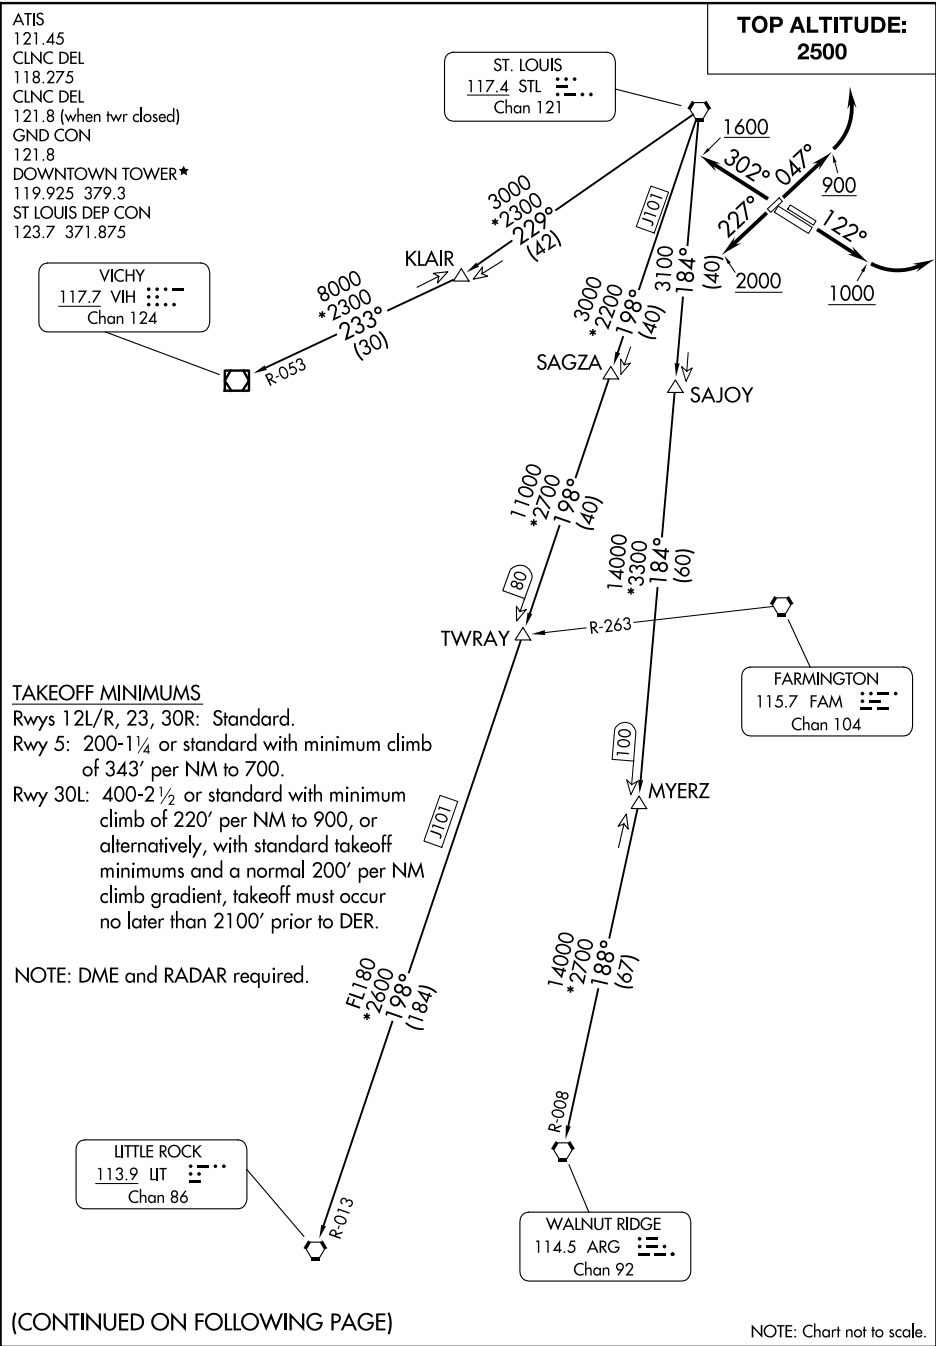 ATIS
121.45
CLNC DEL
118.275
CLNC DEL
121.8 (when twr closed)
GND CON
121.8
DOWNTOWN TOWER★
119.925 379.3
ST LOUIS DEP CON
123.7 371.875
TOP ALTITUDE:
2500
ST. LOUIS
117.4 STL
Chan 121
1600
302°
047°
900
227°
122°
2000
1000
3000
*2300
229°
(42)
J101
KLAIR
VICHY
117.7 VIH
Chan 124
8000
*2300
233°
(30)
R-053
3000
*2200
198°
(40)
3100
184°
(40)
SAGZA
SAJOY
11000
*2700
198°
(40)
14000
*3300
184°
(60)
80
TWRAY
R-263
FARMINGTON
115.7 FAM
Chan 104
TAKEOFF MINIMUMS
Rwys 12L/R, 23, 30R: Standard.
Rwy 5: 200-1¼ or standard with minimum climb
of 343' per NM to 700.
Rwy 30L: 400-2½ or standard with minimum
climb of 220' per NM to 900, or
alternatively, with standard takeoff
minimums and a normal 200' per NM
climb gradient, takeoff must occur
no later than 2100' prior to DER.
100
MYERZ
J101
NOTE: DME and RADAR required.
FL180
*2600
198°
(184)
14000
*2700
188°
(67)
R-008
LITTLE ROCK
113.9 LIT
Chan 86
R-013
WALNUT RIDGE
114.5 ARG
Chan 92
(CONTINUED ON FOLLOWING PAGE)
NOTE: Chart not to scale.